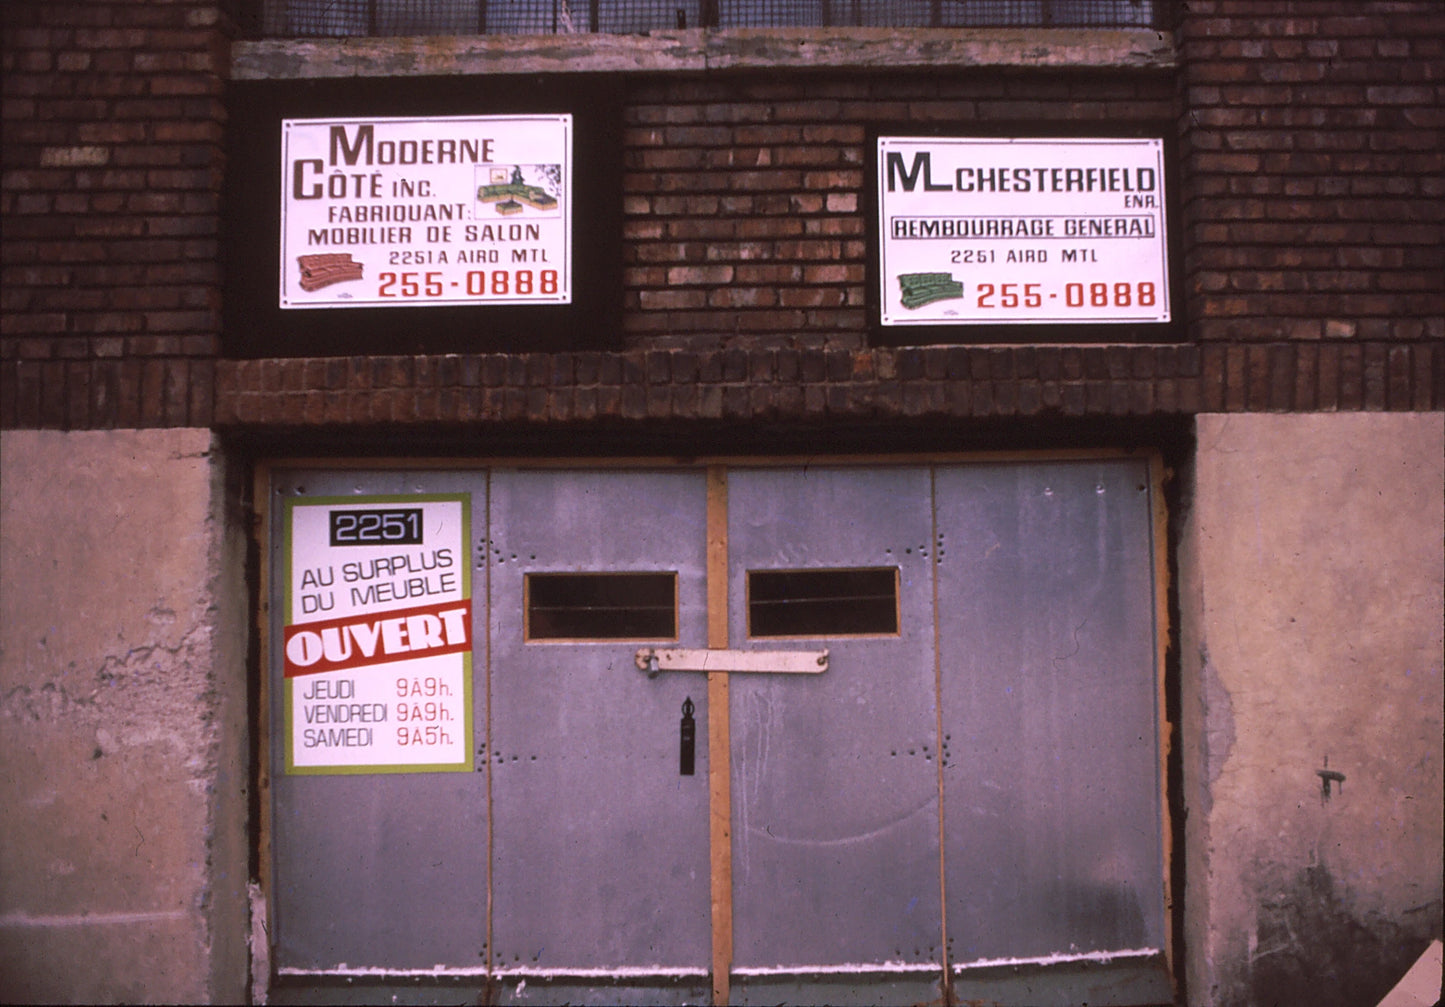 MODERNE
CÔTÉ INC.
FABRIQUANT:
MOBILIER DE SALON
2251A AIRD MTL
255-0888
ML CHESTERFIELD
ENR.
REMBOURRAGE GENERAL
2251 AIRD MTL
255-0888
2251
AU SURPLUS
DU MEUBLE
OUVERT
JEUDI 9À9h.
VENDREDI 9À9h.
SAMEDI 9À5h.